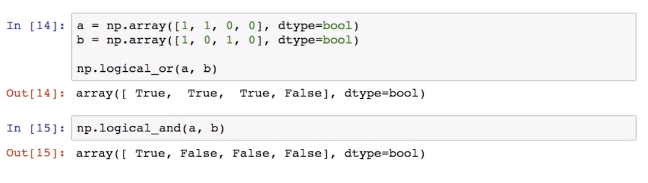 In [14]: a = np.array([1, 1, 0, 0], dtype=bool)
b = np.array([1, 0, 1, 0], dtype=bool)
np.logical_or(a, b)
Out[14]: array([ True,  True,  True, False], dtype=bool)
In [15]: np.logical_and(a, b)
Out[15]: array([ True, False, False, False], dtype=bool)